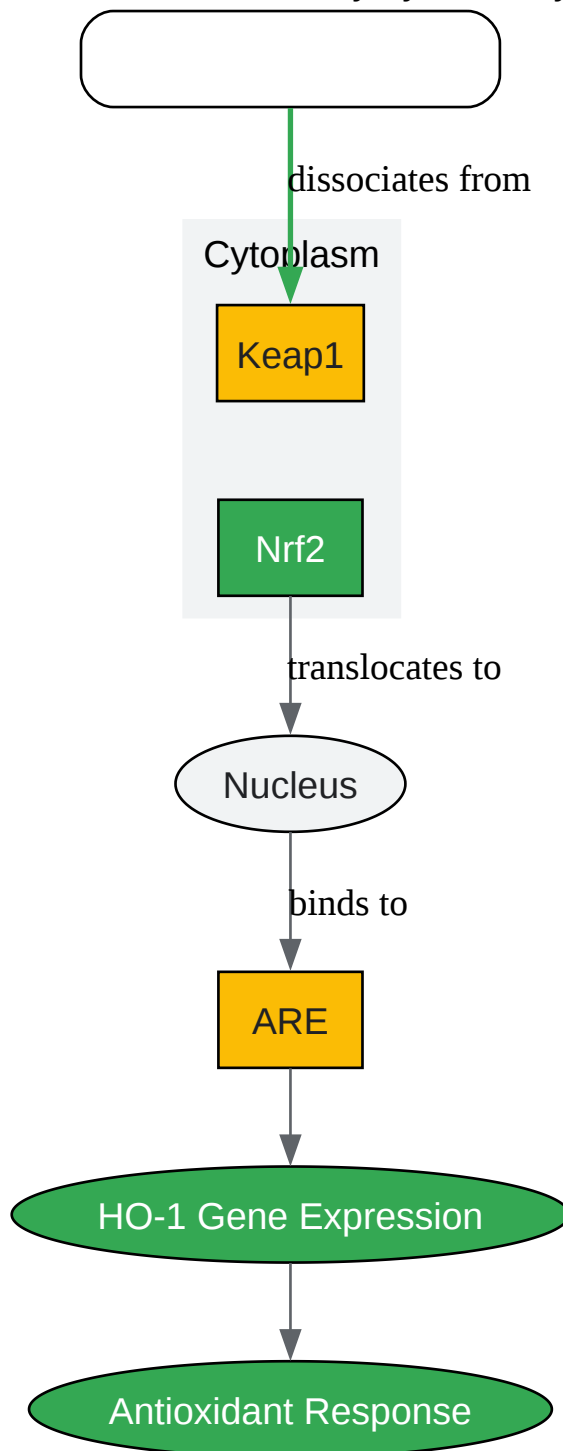 dissociates from
Cytoplasm
Keap1
Nrf2
translocates to
Nucleus
binds to
ARE
HO-1 Gene Expression
Antioxidant Response